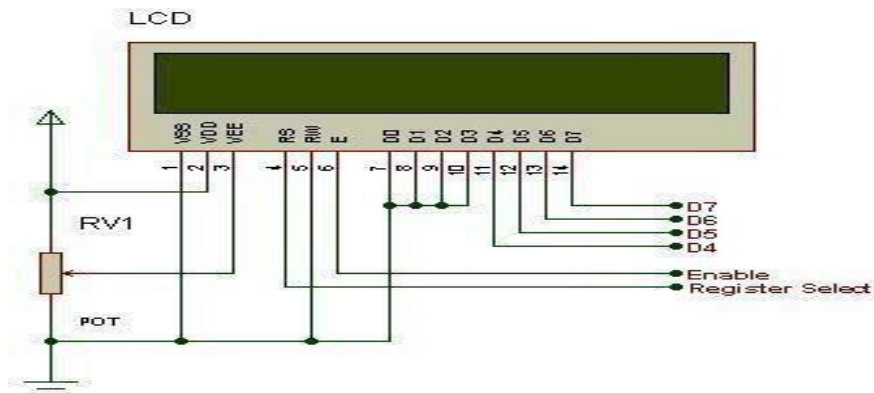 LCD
VSS VDD VEE RS RW E D0 D1 D2 D3 D4 D5 D6 D7
1 2 3 4 5 6 7 8 9 10 11 12 13 14
D7
RV1
D6
D5
D4
Enable
Register Select
POT